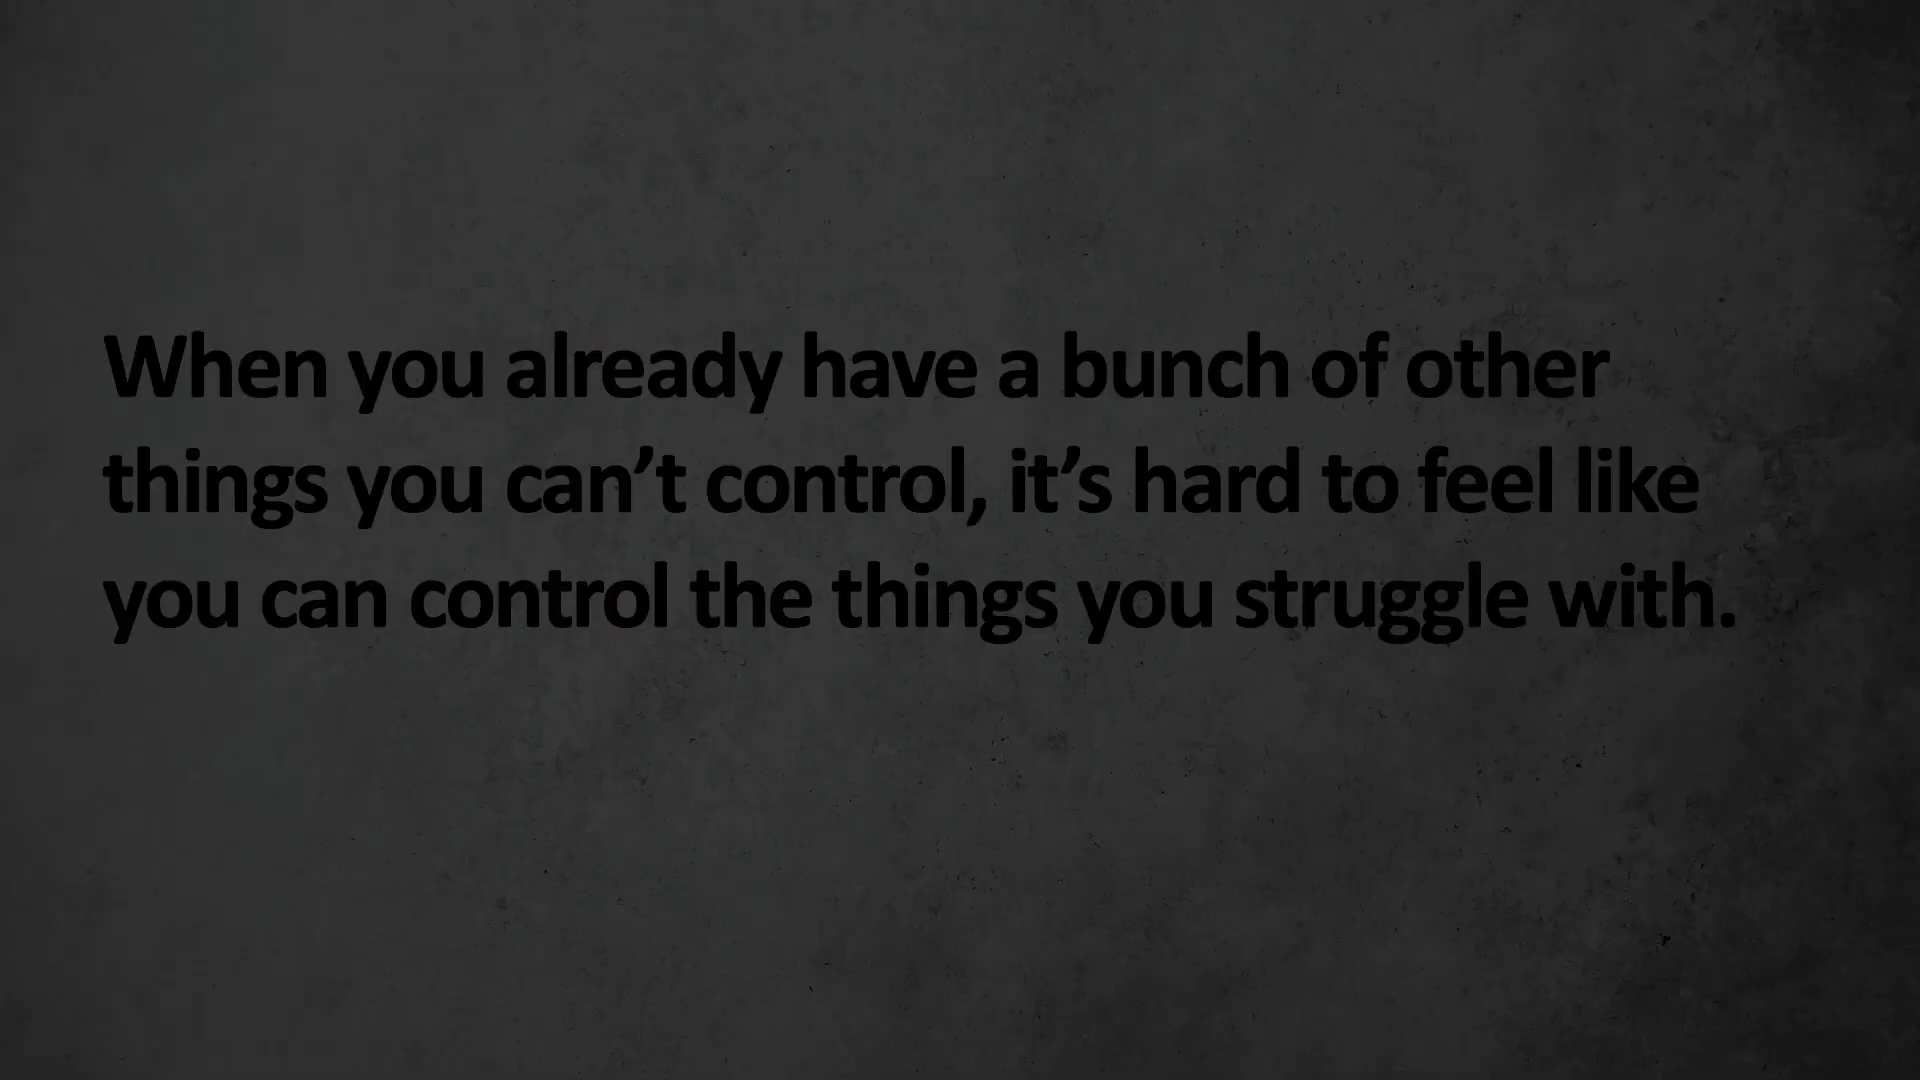 When you already have a bunch of other
things you can’t control, it’s hard to feel like
you can control the things you struggle with.